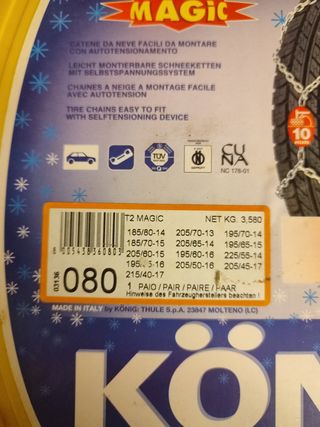 MAGIC
CATENE DA NEVE FACILI DA MONTARE
CON AUTOTENSIONAMENTO
LEICHT MONTIERBARE SCHNEEKETTEN
MIT SELBSTSPANNUNGSSYSTEM
CHAINES A NEIGE A MONTAGE FACILE
AVEC AUTOTENSION
TIRE CHAINS EASY TO FIT
WITH SELFTENSIONING DEVICE
10
TÜV
CUNA
NC 178-01
T2 MAGIC NET KG. 3,580
185/80-14 205/70-13 195/70-14
185/70-15 205/65-14 195/65-15
205/60-15 195/60-16 225/55-14
205/50-16 205/45-17
215/40-17
03136
080
1 PAIO / PAIR / PAIRE / PAAR
Hinweise des Fahrzeugherstellers beachten !
MADE IN ITALY by KÖNIG: THULE S.p.A. 23847 MOLTENO (LC)
KÖN